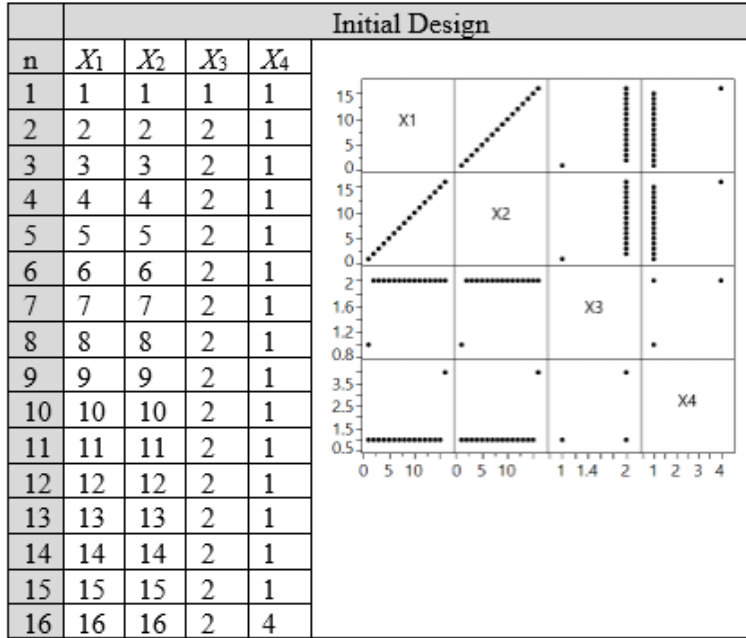 Initial Design
n X1 X2 X3 X4
1 1 1 1 1
2 2 2 2 1
3 3 3 2 1
4 4 4 2 1
5 5 5 2 1
6 6 6 2 1
7 7 7 2 1
8 8 8 2 1
9 9 9 2 1
10 10 10 2 1
11 11 11 2 1
12 12 12 2 1
13 13 13 2 1
14 14 14 2 1
15 15 15 2 1
16 16 16 2 4
15
10
5
0
X1
15
10
5
0
X2
2
1.6
1.2
0.8
X3
3.5
2.5
1.5
0.5
X4
0 5 10 0 5 10 1 1.4 2 1 2 3 4